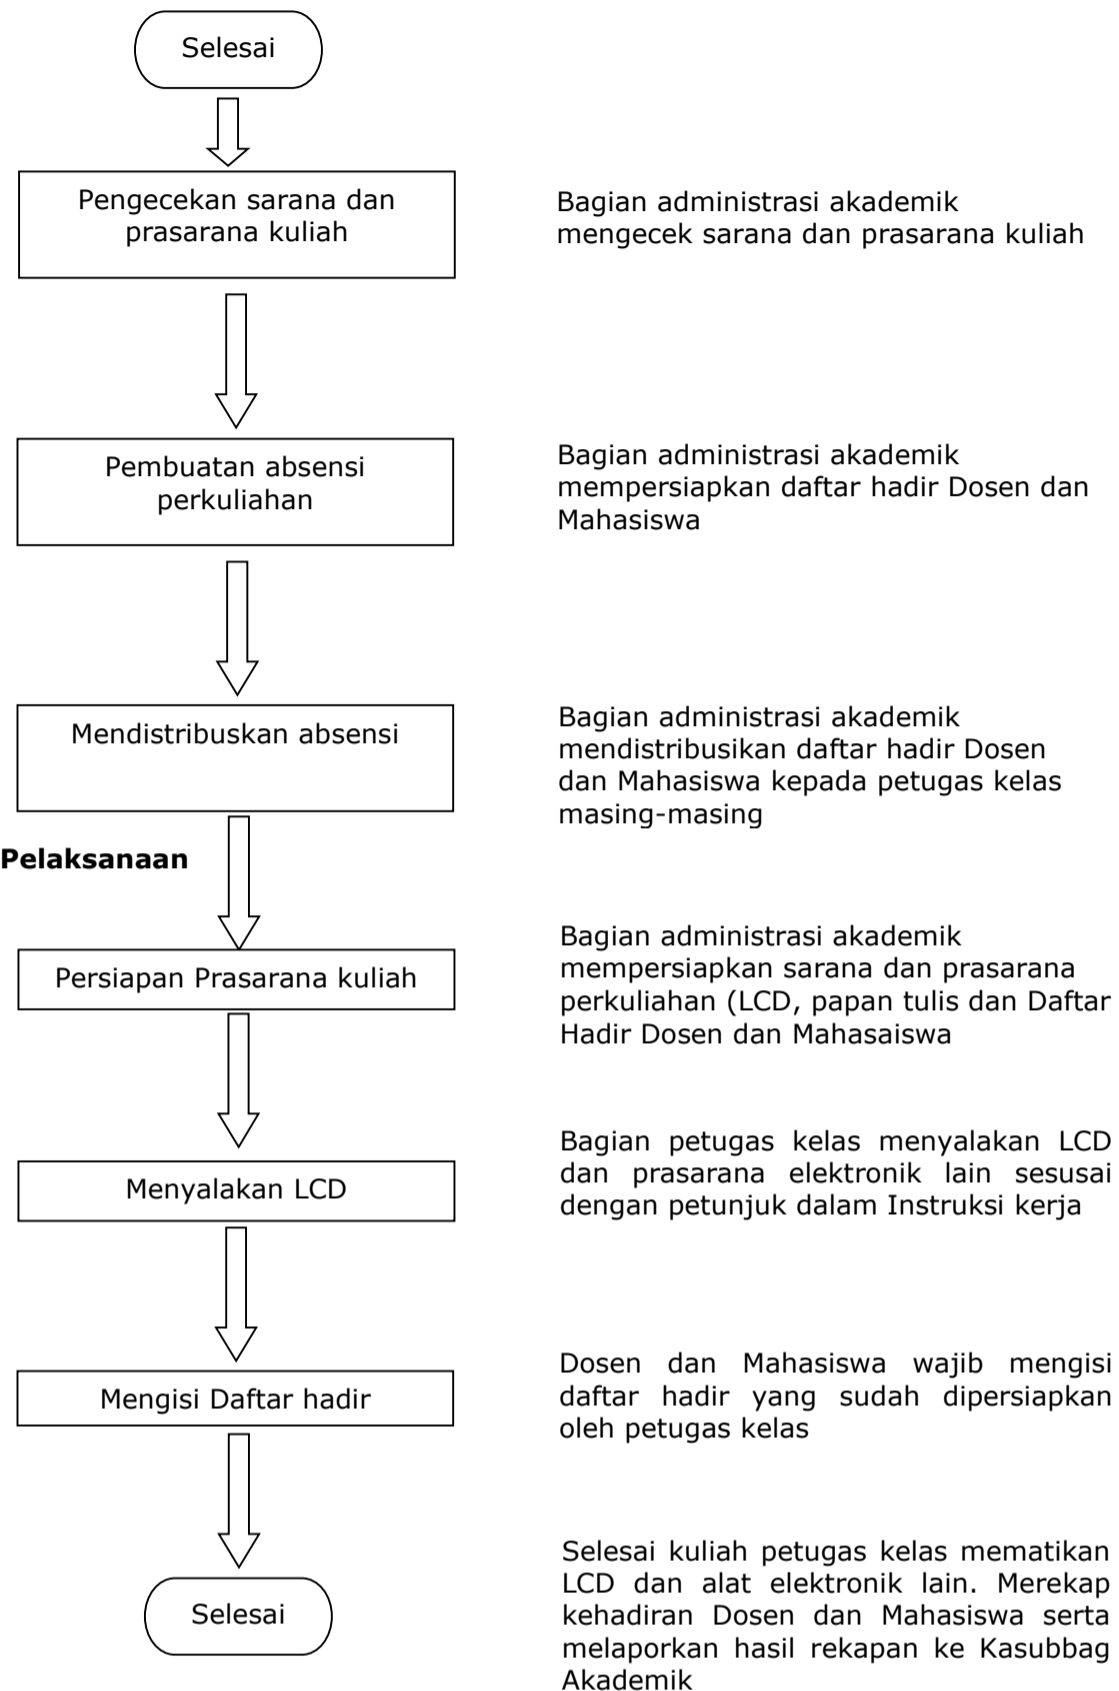 Selesai
Pengecekan sarana dan
prasarana kuliah
Bagian administrasi akademik
mengecek sarana dan prasarana kuliah
Pembuatan absensi
perkuliahan
Bagian administrasi akademik
mempersiapkan daftar hadir Dosen dan
Mahasiswa
Mendistribuskan absensi
Bagian administrasi akademik
mendistribusikan daftar hadir Dosen
dan Mahasiswa kepada petugas kelas
masing-masing
Pelaksanaan
Persiapan Prasarana kuliah
Bagian administrasi akademik
mempersiapkan sarana dan prasarana
perkuliahan (LCD, papan tulis dan Daftar
Hadir Dosen dan Mahasaiswa
Menyalakan LCD
Bagian petugas kelas menyalakan LCD
dan prasarana elektronik lain sesusai
dengan petunjuk dalam Instruksi kerja
Mengisi Daftar hadir
Dosen dan Mahasiswa wajib mengisi
daftar hadir yang sudah dipersiapkan
oleh petugas kelas
Selesai
Selesai kuliah petugas kelas mematikan
LCD dan alat elektronik lain. Merekap
kehadiran Dosen dan Mahasiswa serta
melaporkan hasil rekapan ke Kasubbag
Akademik